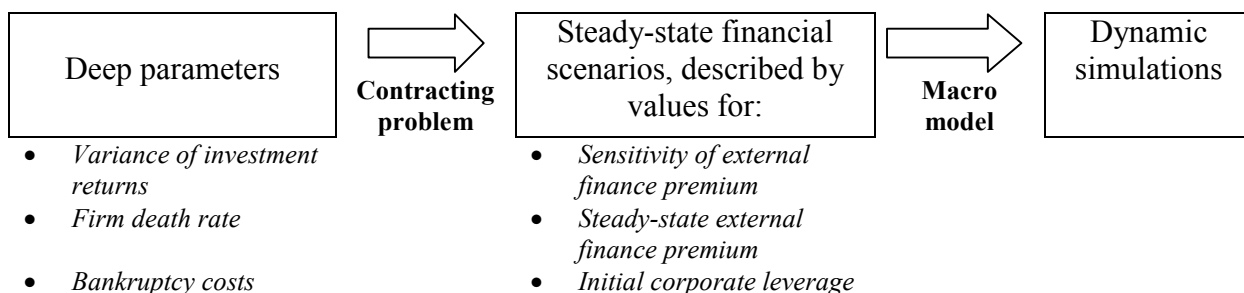 Deep parameters
Contracting
problem
Steady-state financial
scenarios, described by
values for:
Macro
model
Dynamic
simulations
• Variance of investment
returns
• Firm death rate
• Bankruptcy costs
• Sensitivity of external
finance premium
• Steady-state external
finance premium
• Initial corporate leverage